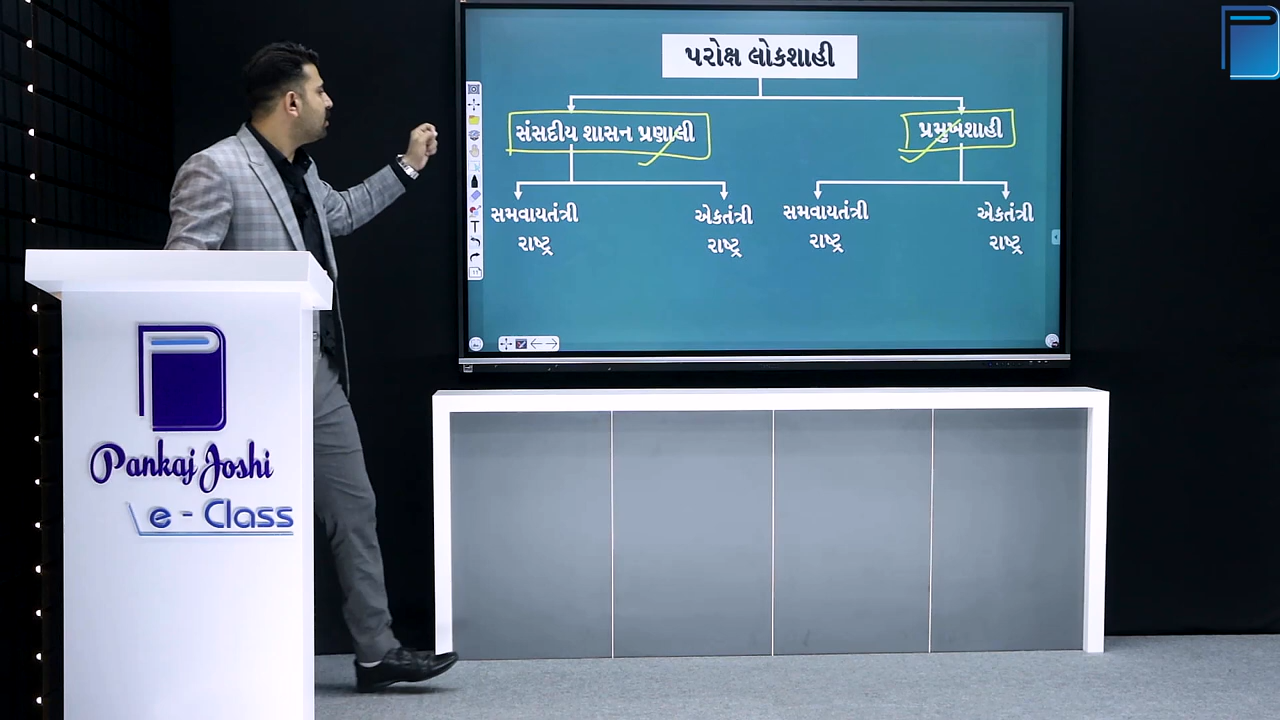 પરોક્ષ લોકશાહી
સંસદીય શાસન પ્રણાલી
પ્રમુખશાહી
સમવાયતંત્રી
રાષ્ટ્ર
એકતંત્રી
રાષ્ટ્ર
સમવાયતંત્રી
રાષ્ટ્ર
એકતંત્રી
રાષ્ટ્ર
Pankaj Joshi
e - Class